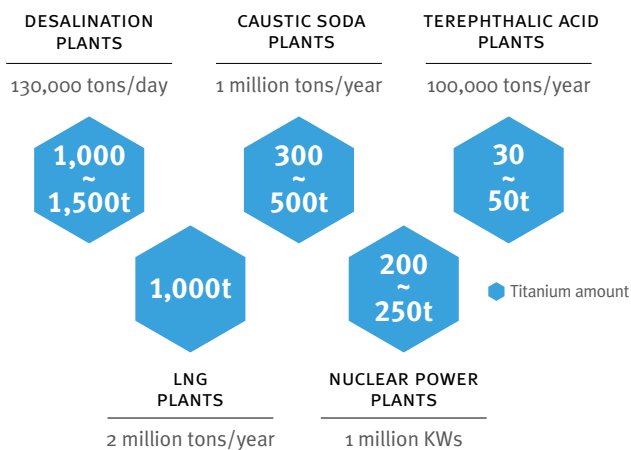 DESALINATION
PLANTS
130,000 tons/day
1,000
~
1,500t
CAUSTIC SODA
PLANTS
1 million tons/year
300
~
500t
TEREPHTHALIC ACID
PLANTS
100,000 tons/year
30
~
50t
1,000t
LNG
PLANTS
2 million tons/year
200
~
250t
NUCLEAR POWER
PLANTS
1 million KWs
Titanium amount